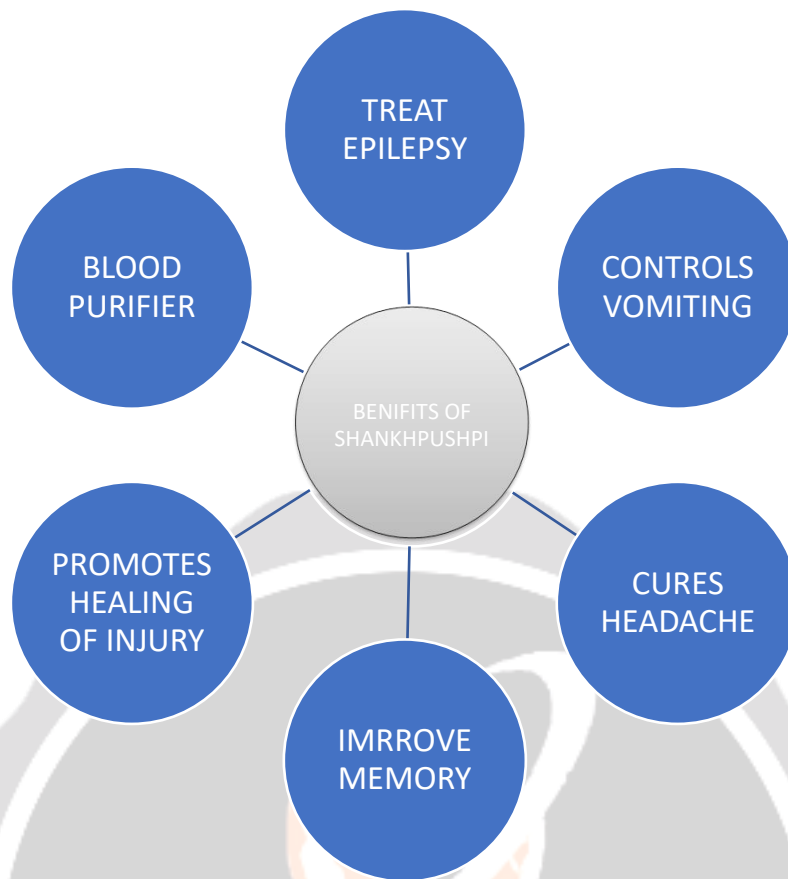 TREAT
EPILEPSY
CONTROLS
VOMITING
CURES
HEADACHE
IMRROVE
MEMORY
PROMOTES
HEALING
OF INJURY
BLOOD
PURIFIER
BENIFITS OF
SHANKHPUSHPI